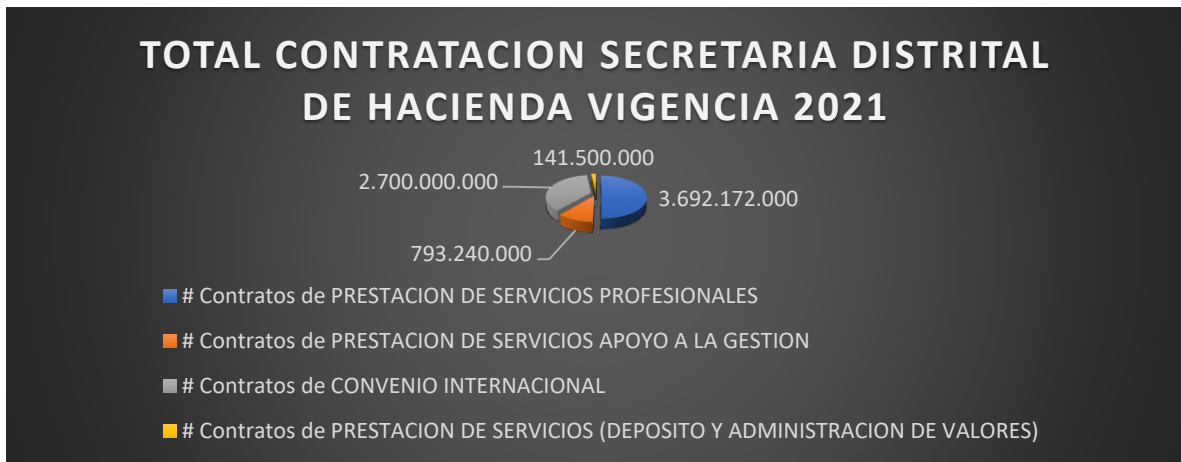 TOTAL CONTRATACION SECRETARIA DISTRITAL
DE HACIENDA VIGENCIA 2021
141.500.000
2.700.000.000
3.692.172.000
793.240.000
# Contratos de PRESTACION DE SERVICIOS PROFESIONALES
# Contratos de PRESTACION DE SERVICIOS APOYO A LA GESTION
# Contratos de CONVENIO INTERNACIONAL
# Contratos de PRESTACION DE SERVICIOS (DEPOSITO Y ADMINISTRACION DE VALORES)